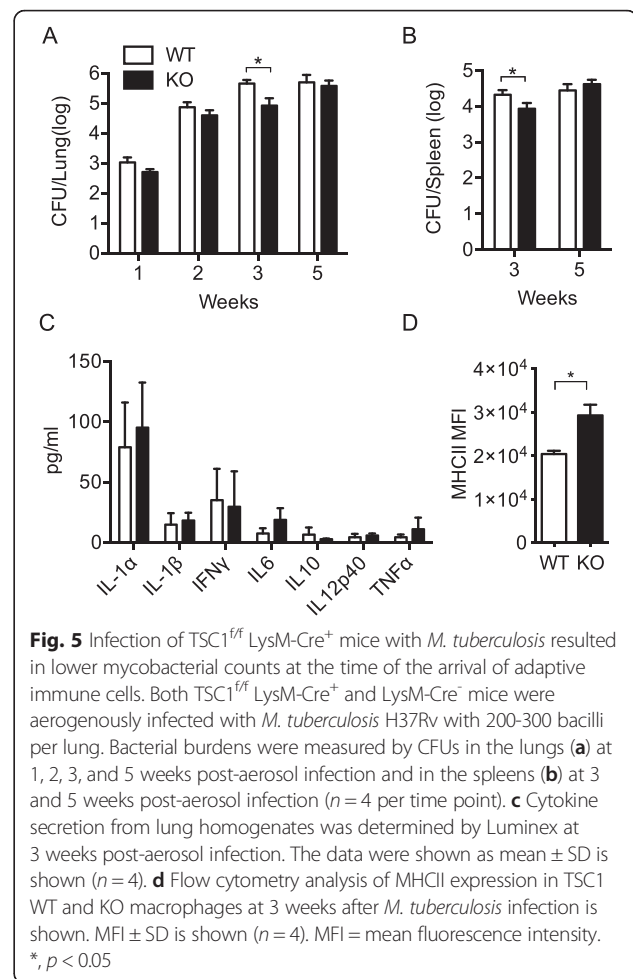 A
WT
KO
*
CFU/Lung(log)
6
5
4
3
2
1
0
1 2 3 5
Weeks
B
*
CFU/Spleen (log)
5
4
3
2
1
0
3 5
Weeks
C
pg/ml
150
100
50
0
IL-1α IL-1β IFNγ IL6 IL10 IL12p40 TNFα
D
*
MHCII MFI
4×10⁴
3×10⁴
2×10⁴
1×10⁴
0
WT KO
Fig. 5 Infection of TSC1f/f LysM-Cre⁺ mice with M. tuberculosis resulted
in lower mycobacterial counts at the time of the arrival of adaptive
immune cells. Both TSC1f/f LysM-Cre⁺ and LysM-Cre⁻ mice were
aerogenously infected with M. tuberculosis H37Rv with 200-300 bacilli
per lung. Bacterial burdens were measured by CFUs in the lungs (a) at
1, 2, 3, and 5 weeks post-aerosol infection and in the spleens (b) at 3
and 5 weeks post-aerosol infection (n = 4 per time point). c Cytokine
secretion from lung homogenates was determined by Luminex at
3 weeks post-aerosol infection. The data were shown as mean ± SD is
shown (n = 4). d Flow cytometry analysis of MHCII expression in TSC1
WT and KO macrophages at 3 weeks after M. tuberculosis infection is
shown. MFI ± SD is shown (n = 4). MFI = mean fluorescence intensity.
*, p < 0.05